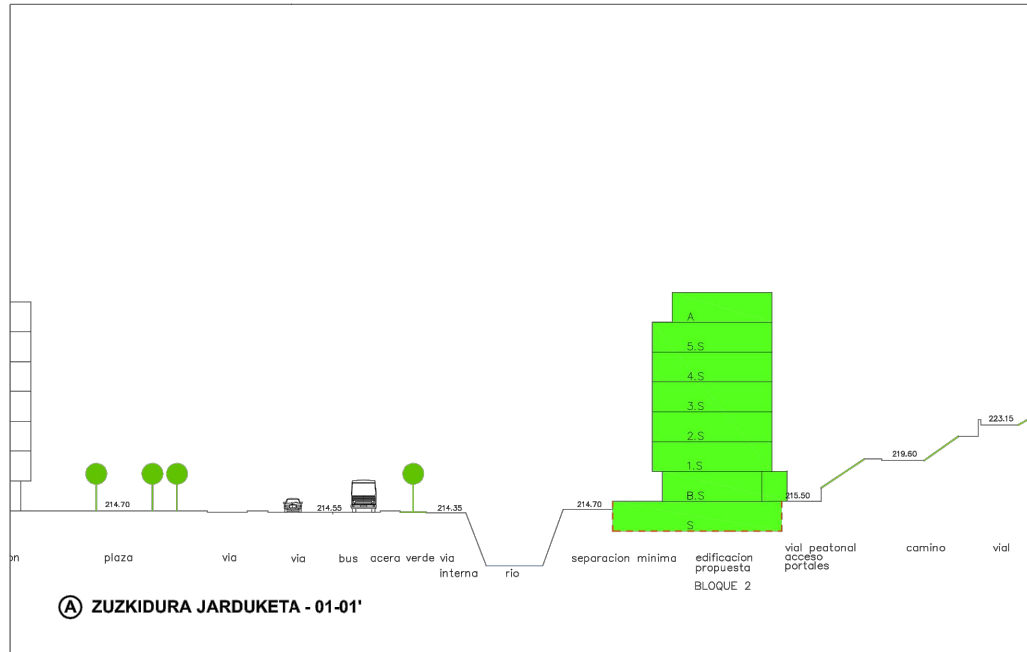 A
5.S
4.S
3.S
2.S
1.S
B.S
S
223.15
219.60
215.50
214.70
214.55
214.35
214.70
on
plaza
via
via
bus
acera verde
via interna
rio
separacion minima
edificacion
propuesta
BLOQUE 2
vial peatonal
acceso
portales
camino
vial
A ZUZKIDURA JARDUKETA - 01-01'